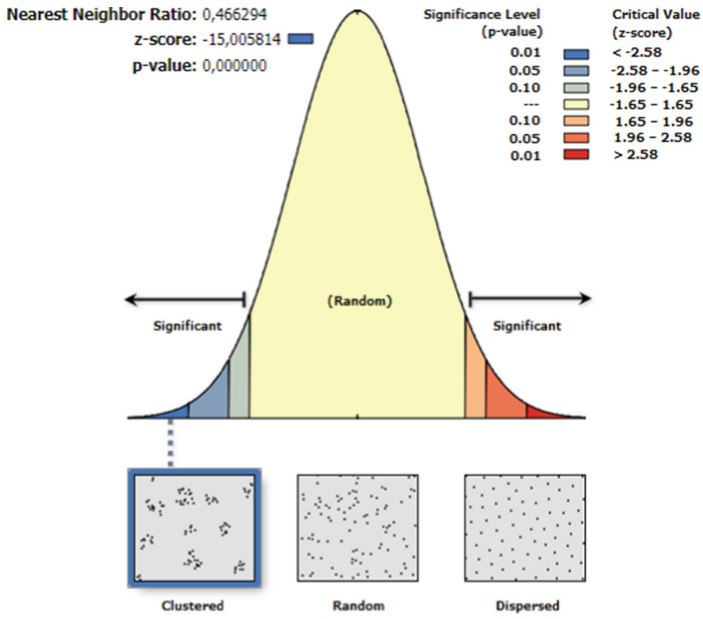 Nearest Neighbor Ratio: 0,466294
z-score: -15,005814
p-value: 0,000000
Significance Level
(p-value)
Critical Value
(z-score)
0.01 < -2.58
0.05 -2.58 – -1.96
0.10 -1.96 – -1.65
--- -1.65 – 1.65
0.10 1.65 – 1.96
0.05 1.96 – 2.58
0.01 > 2.58
Significant
(Random)
Significant
Clustered
Random
Dispersed